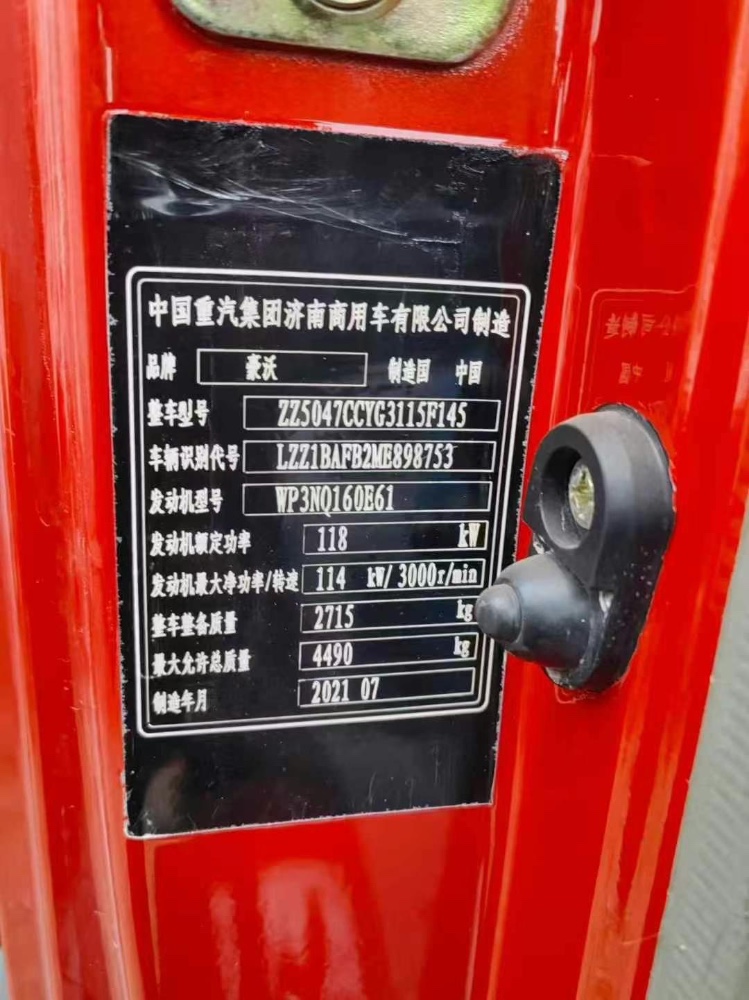 中国重汽集团济南商用车有限公司制造
品牌 豪沃 制造国 中国
整车型号 ZZ5047CCYG3115F145
车辆识别代号 LZZ1BAFB2ME898753
发动机型号 WP3NQ160E61
发动机额定功率 118 kW
发动机最大净功率/转速 114 kW/ 3000r/min
整车整备质量 2715 kg
最大允许总质量 4490 kg
制造年月 2021 07